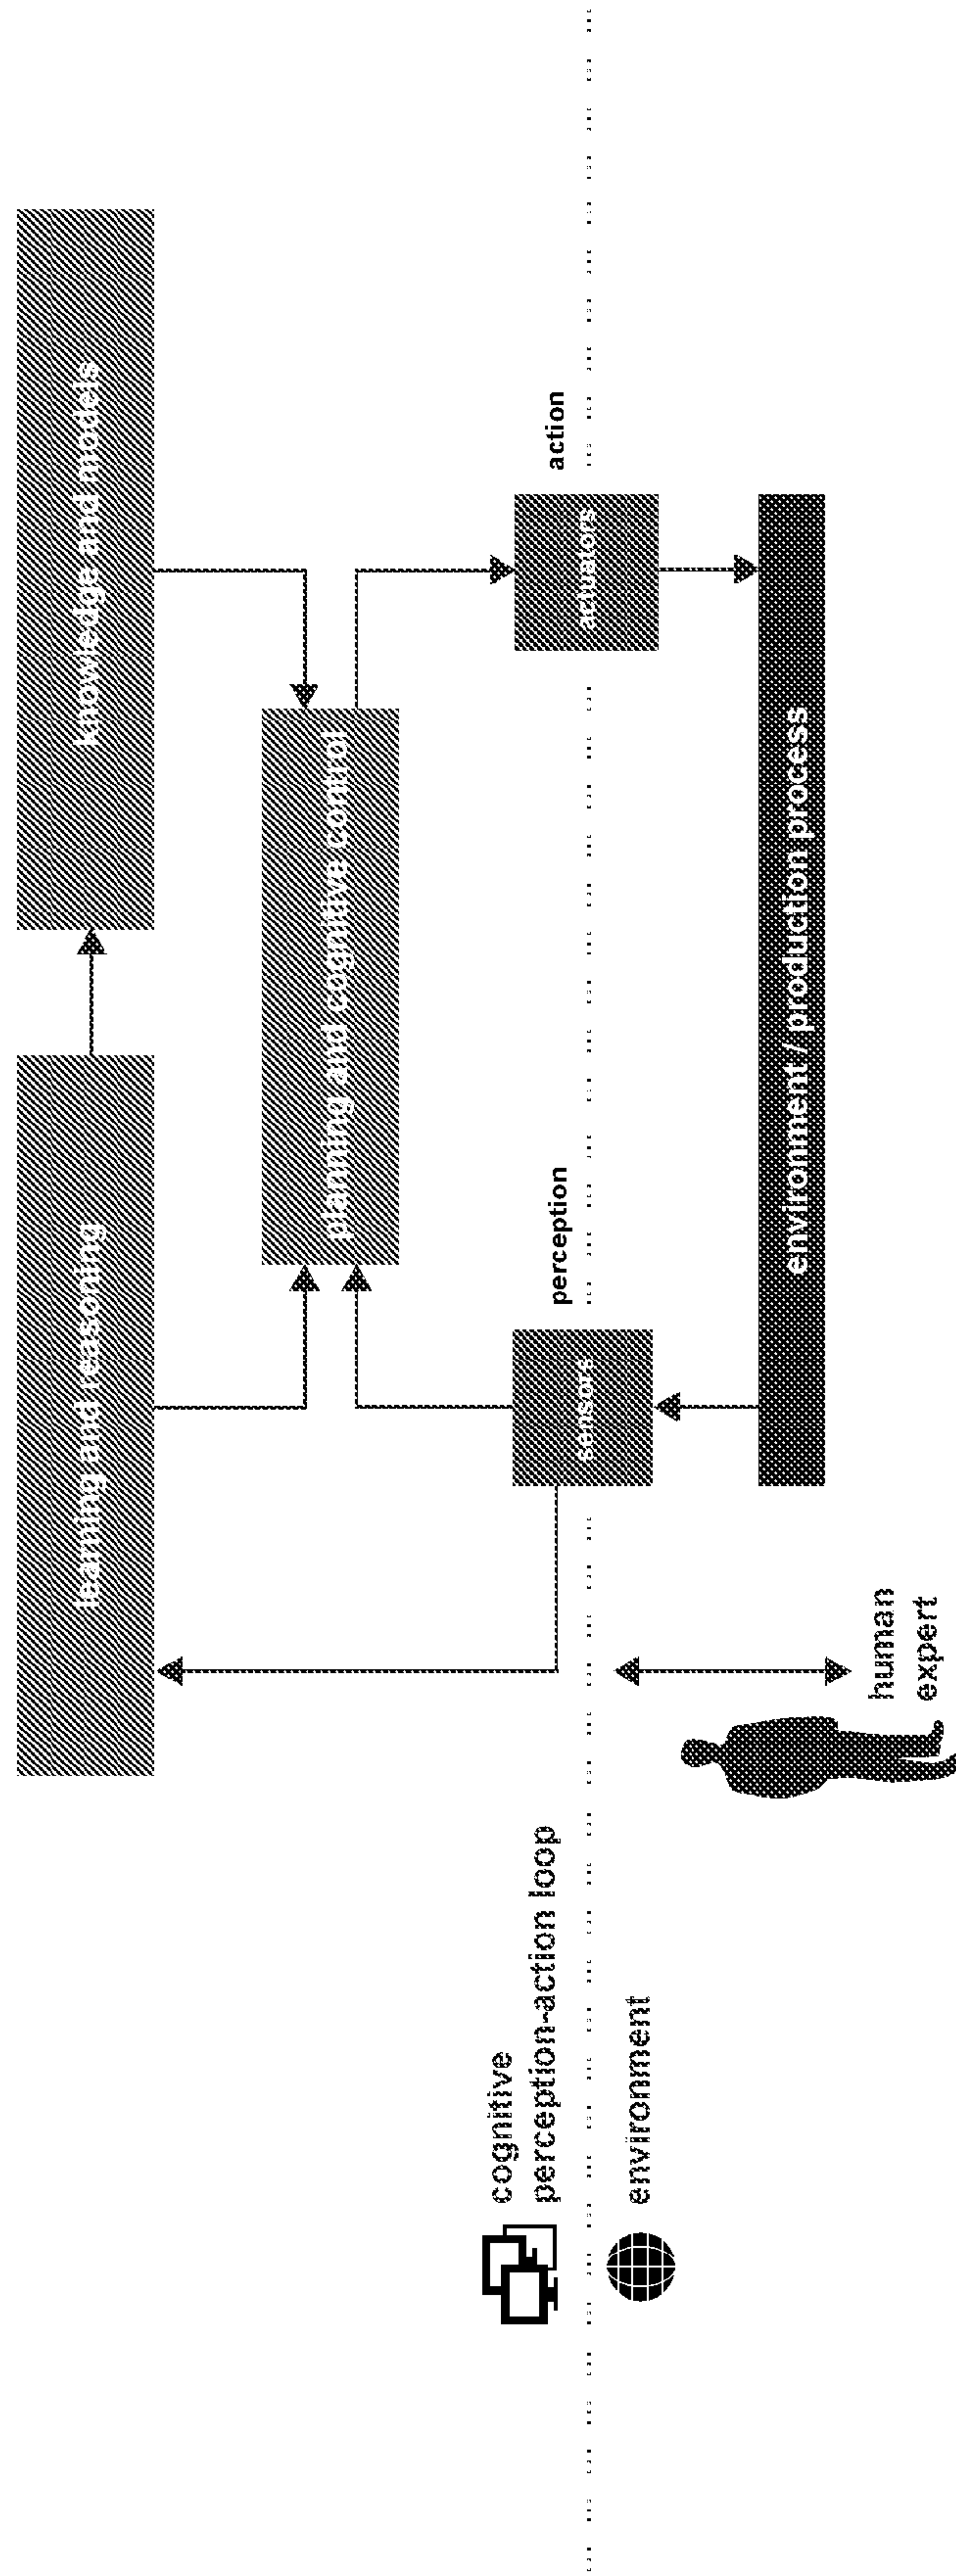 learning and reasoning
knowledge and models
planning and cognitive control
cognitive
perception-action loop
sensors
perception
actuators
action
environment
environment / production process
human
expert